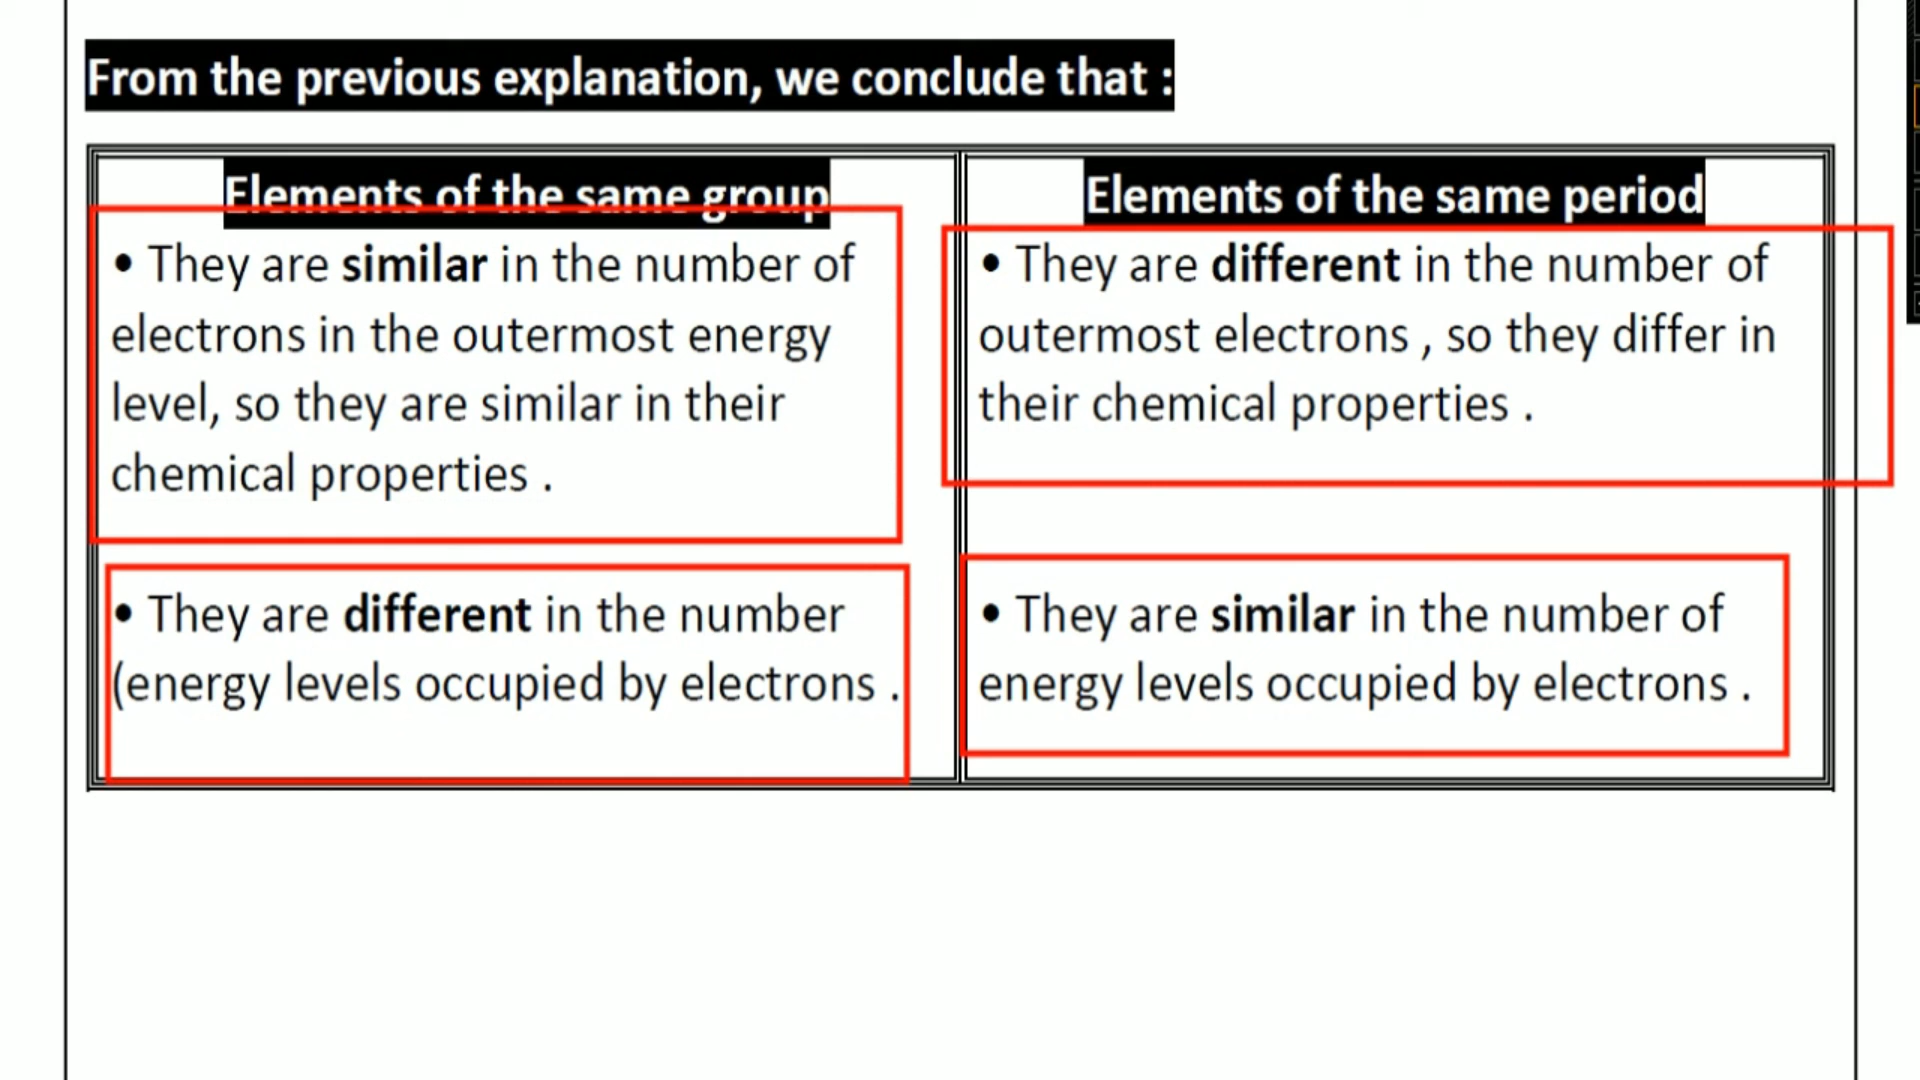 From the previous explanation, we conclude that :
Elements of the same group
• They are similar in the number of
electrons in the outermost energy
level, so they are similar in their
chemical properties .
• They are different in the number
(energy levels occupied by electrons .
Elements of the same period
• They are different in the number of
outermost electrons , so they differ in
their chemical properties .
• They are similar in the number of
energy levels occupied by electrons .